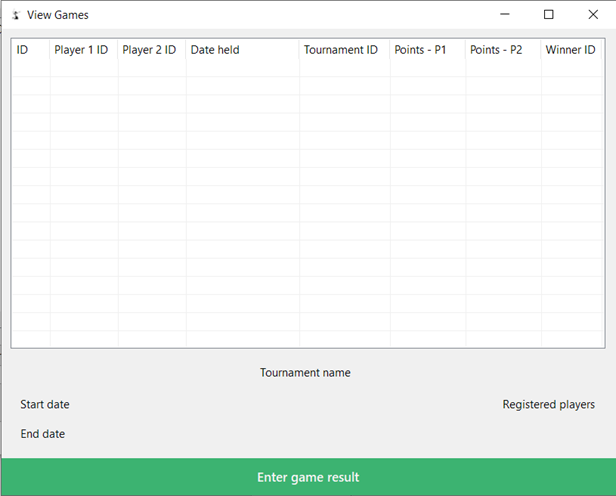 View Games
ID Player 1 ID Player 2 ID Date held Tournament ID Points - P1 Points - P2 Winner ID
Tournament name
Start date Registered players
End date
Enter game result